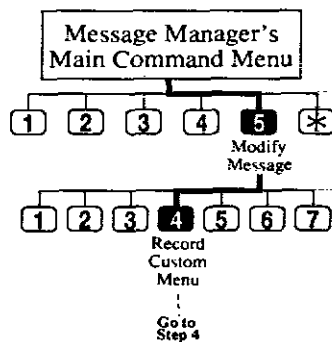 Message Manager's
Main Command Menu
1 2 3 4 5 *
Modify
Message
1 2 3 4 5 6 7
Record
Custom
Menu
Go to
Step 4